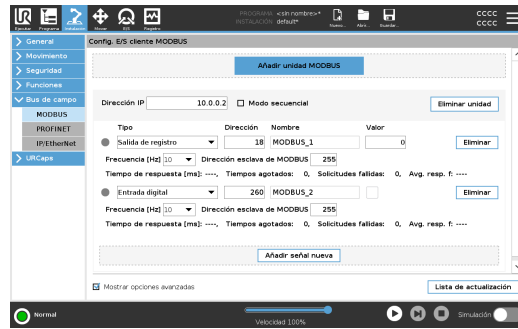 PROGRAMA <sin nombre>*
INSTALACIÓN default*
cccc
cccc
Ejecutar Programa Instalación Mover E/S Registro Nuevo... Abrir... Guardar...
General
Movimiento
Seguridad
Funciones
Bus de campo
MODBUS
PROFINET
IP/EtherNet
URCaps
Config. E/S cliente MODBUS
Añadir unidad MODBUS
Dirección IP 10.0.0.2 Modo secuencial Eliminar unidad
Tipo Dirección Nombre Valor
Salida de registro 18 MODBUS_1 0 Eliminar
Frecuencia [Hz] 10 Dirección esclava de MODBUS 255
Tiempo de respuesta [ms]: ----, Tiempos agotados: 0, Solicitudes fallidas: 0, Avg. resp. f: ----
Entrada digital 260 MODBUS_2 Eliminar
Frecuencia [Hz] 10 Dirección esclava de MODBUS 255
Tiempo de respuesta [ms]: ----, Tiempos agotados: 0, Solicitudes fallidas: 0, Avg. resp. f: ----
Añadir señal nueva
Mostrar opciones avanzadas Lista de actualización
Normal Velocidad 100% Simulación